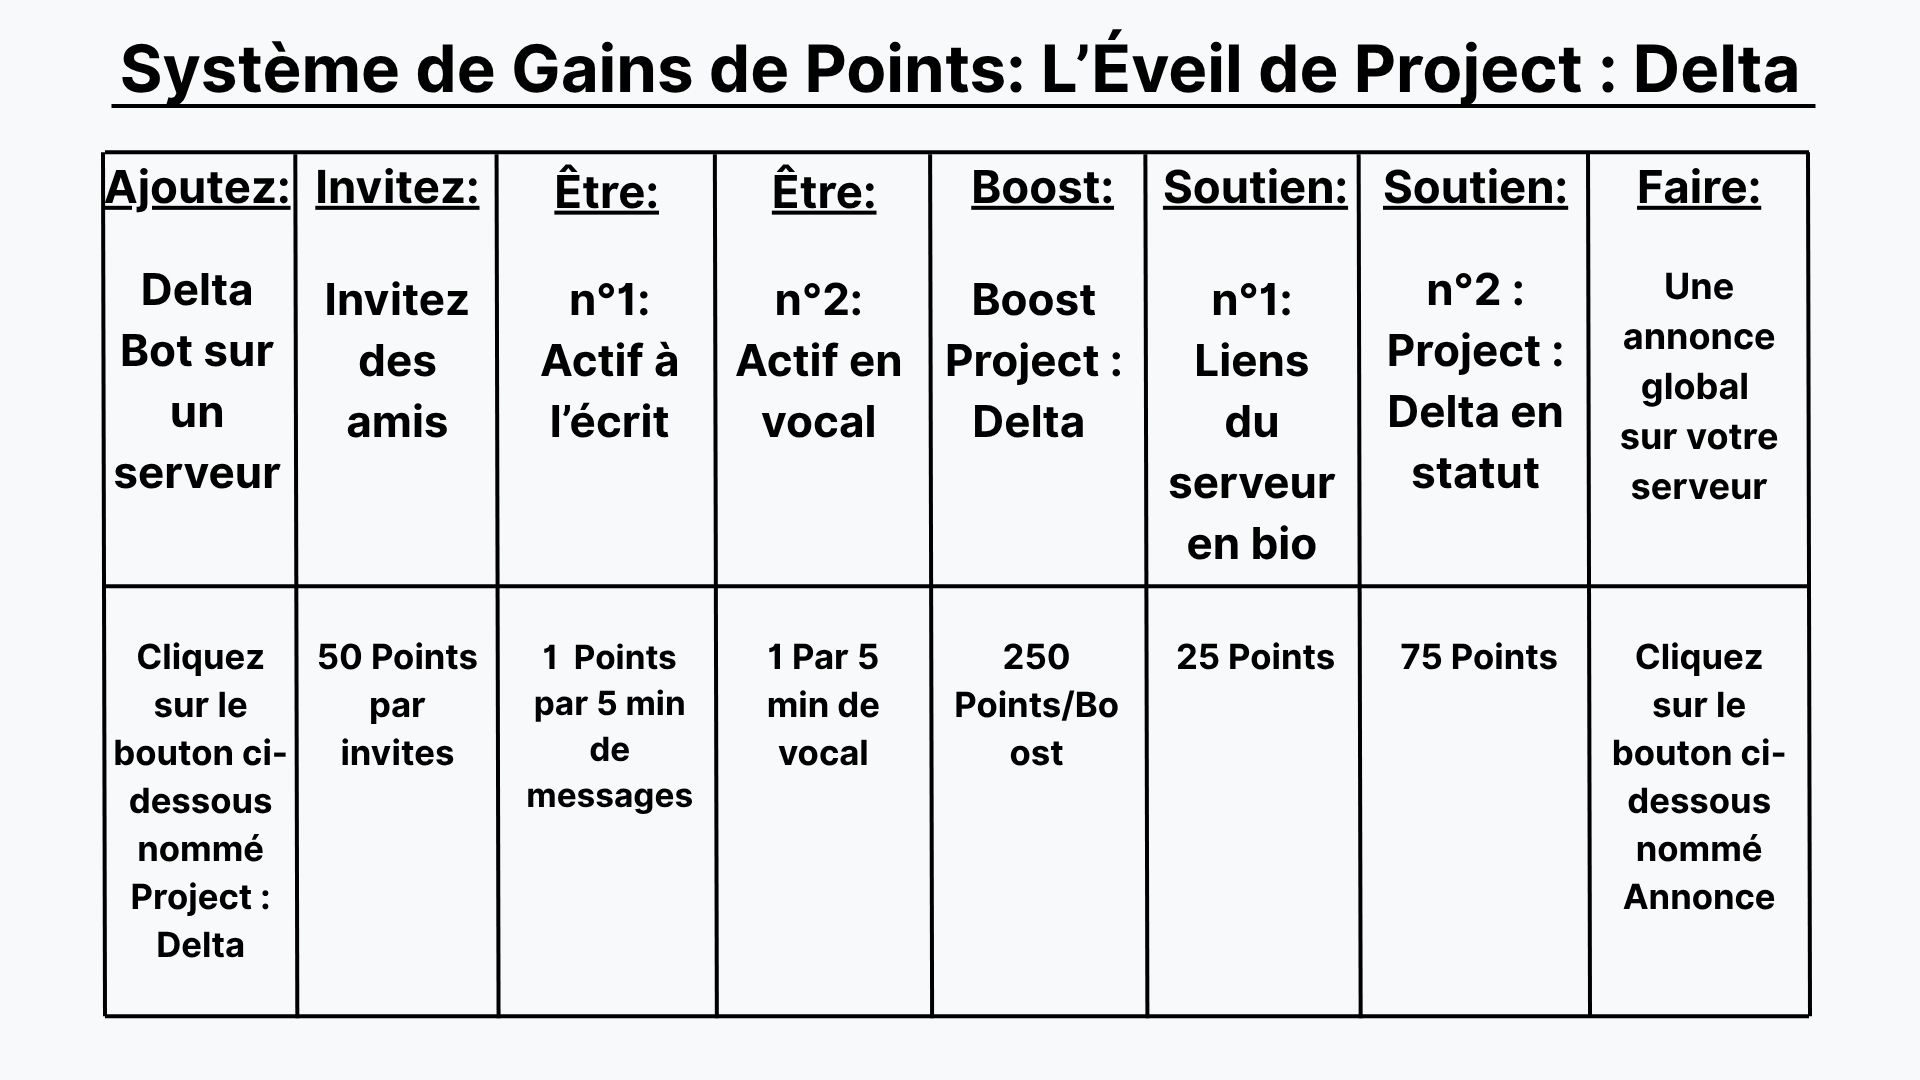 Système de Gains de Points: L’Éveil de Project : Delta
Ajoutez:
Delta
Bot sur
un
serveur
Invitez:
Invitez
des
amis
Être:
n°1:
Actif à
l’écrit
Être:
n°2:
Actif en
vocal
Boost:
Boost
Project :
Delta
Soutien:
n°1:
Liens
du
serveur
en bio
Soutien:
n°2 :
Project :
Delta en
statut
Faire:
Une
annonce
global
sur votre
serveur
Cliquez
sur le
bouton ci-
dessous
nommé
Project :
Delta
50 Points
par
invites
1 Points
par 5 min
de
messages
1 Par 5
min de
vocal
250
Points/Bo
ost
25 Points
75 Points
Cliquez
sur le
bouton ci-
dessous
nommé
Annonce